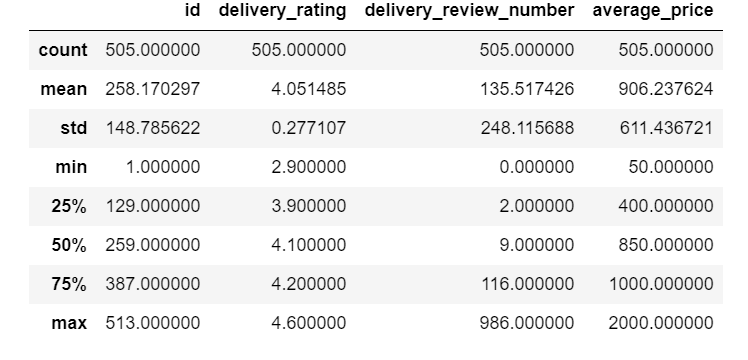 id delivery_rating delivery_review_number average_price
count 505.000000 505.000000 505.000000 505.000000
mean 258.170297 4.051485 135.517426 906.237624
std 148.785622 0.277107 248.115688 611.436721
min 1.000000 2.900000 0.000000 50.000000
25% 129.000000 3.900000 2.000000 400.000000
50% 259.000000 4.100000 9.000000 850.000000
75% 387.000000 4.200000 116.000000 1000.000000
max 513.000000 4.600000 986.000000 2000.000000